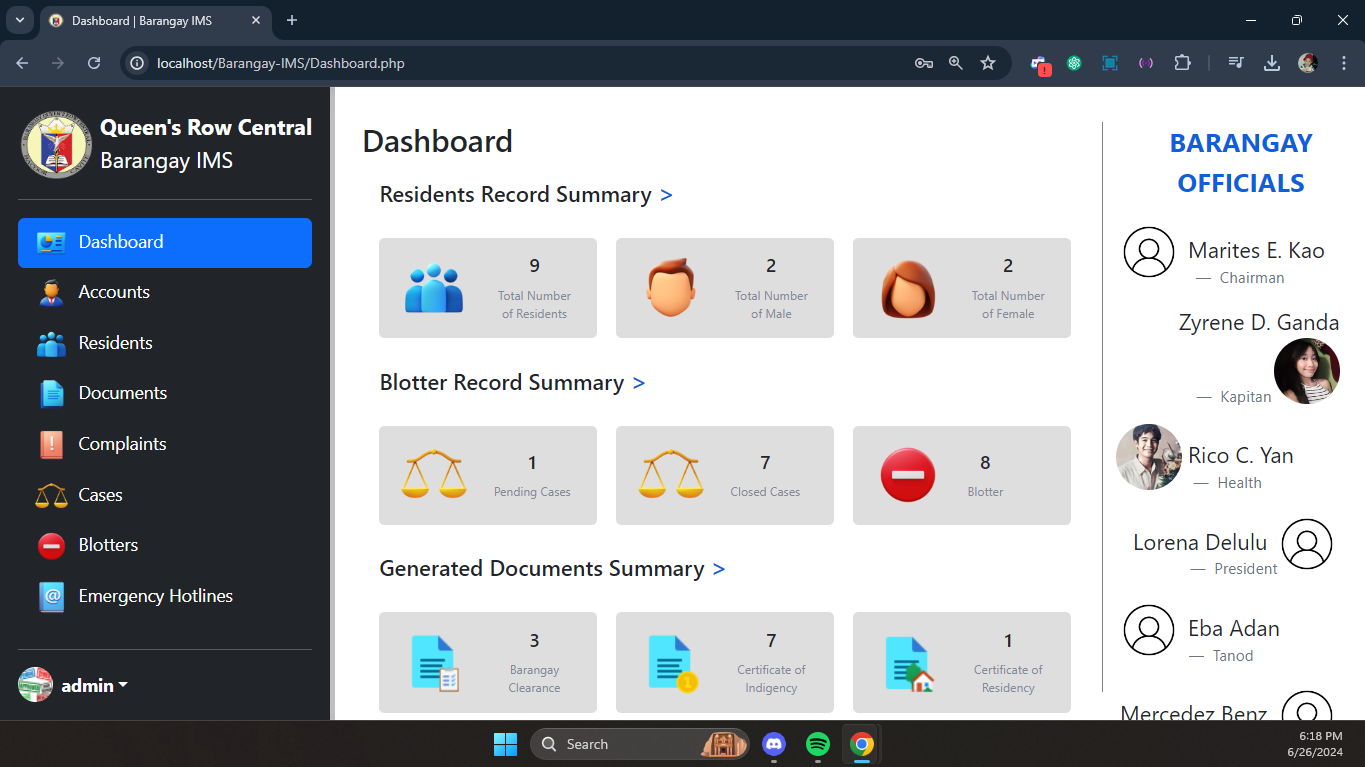 Dashboard | Barangay IMS
localhost/Barangay-IMS/Dashboard.php
Queen's Row Central
Barangay IMS
Dashboard
Accounts
Residents
Documents
Complaints
Cases
Blotters
Emergency Hotlines
admin
Dashboard
Residents Record Summary >
9
Total Number
of Residents
2
Total Number
of Male
2
Total Number
of Female
Blotter Record Summary >
1
Pending Cases
7
Closed Cases
8
Blotter
Generated Documents Summary >
3
Barangay
Clearance
7
Certificate of
Indigency
1
Certificate of
Residency
BARANGAY
OFFICIALS
Marites E. Kao
— Chairman
Zyrene D. Ganda
— Kapitan
Rico C. Yan
— Health
Lorena Delulu
— President
Eba Adan
— Tanod
Mercedez Benz
Search
6:18 PM
6/26/2024